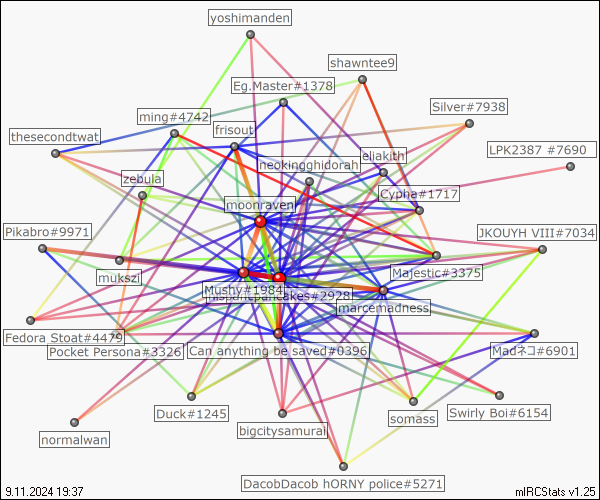 yoshimanden
shawntee9
Eg.Master#1378
Silver#7938
ming#4742
frisout
thesecondtwat
LPK2387 #7690
neokingghidorah
eliakith
zebula
Cypha#1717
moonraven
Pikabro#9971
JKOUYH VIII#7034
mukszi
Majestic#3375
Mushy#1984
hispanicpancakes#2928
marcemadness
Fedora Stoat#4479
Pocket Persona#3326
Can anything be saved#0396
Madネコ#6901
Duck#1245
Swirly Boi#6154
somass
bigcitysamurai
normalwan
DacobDacob hORNY police#5271
9.11.2024 19:37
mIRCStats v1.25